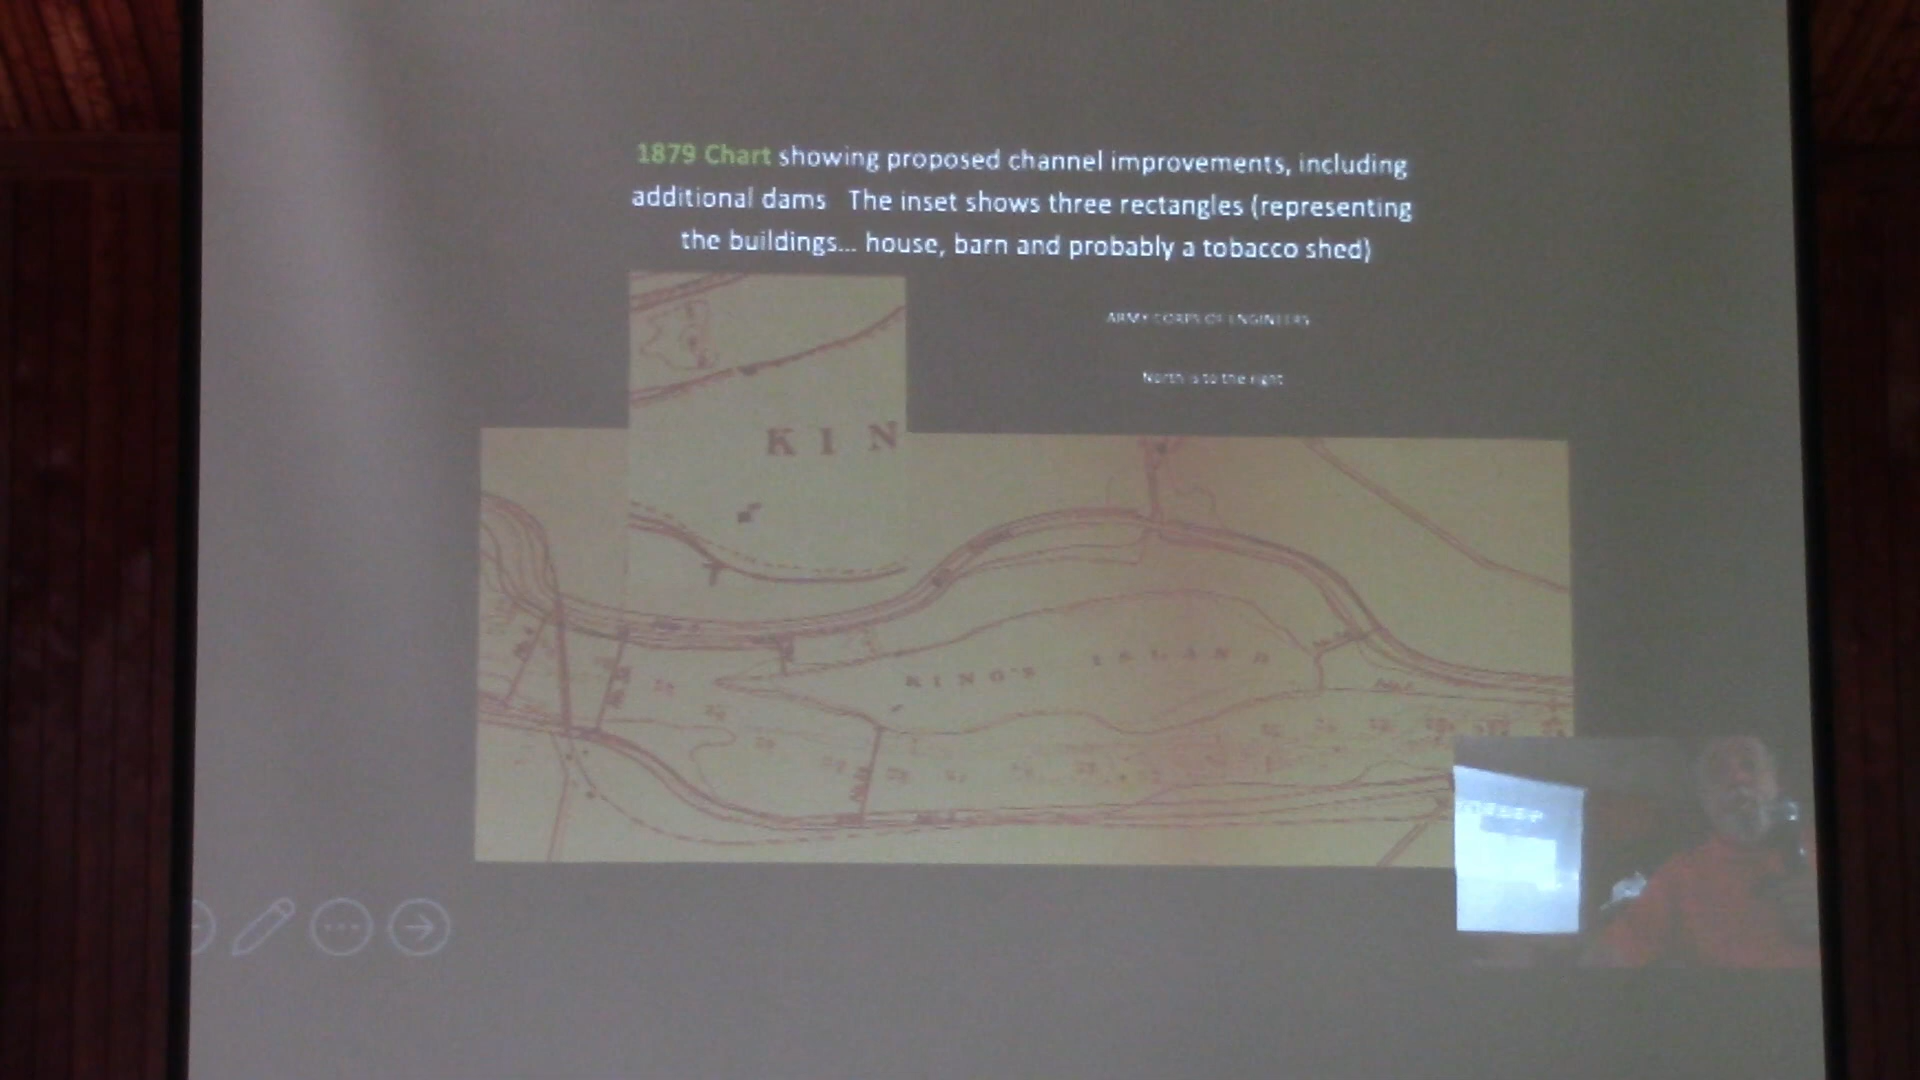 1879 Chart showing proposed channel improvements, including
additional dams The inset shows three rectangles (representing
the buildings... house, barn and probably a tobacco shed)
ARMY CORPS OF ENGINEERS
North is to the right
KIN
KING'S ISLAND